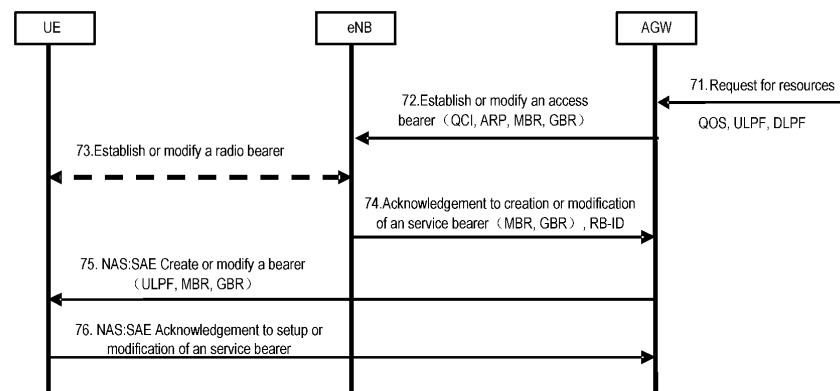 UE
eNB
AGW
71.Request for resources
QOS, ULPF, DLPF
72.Establish or modify an access
bearer（QCI, ARP, MBR, GBR）
73.Establish or modify a radio bearer
74.Acknowledgement to creation or modification
of an service bearer（MBR, GBR）, RB-ID
75. NAS:SAE Create or modify a bearer
（ULPF, MBR, GBR）
76. NAS:SAE Acknowledgement to setup or
modification of an service bearer